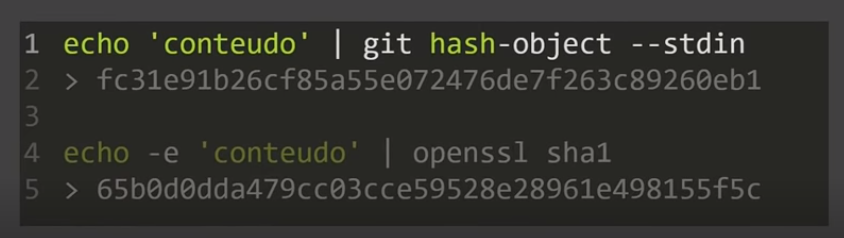 1 echo 'conteudo' | git hash-object --stdin
2 > fc31e91b26cf85a55e072476de7f263c89260eb1
3
4 echo -e 'conteudo' | openssl sha1
5 > 65b0d0dda479cc03cce59528e28961e498155f5c